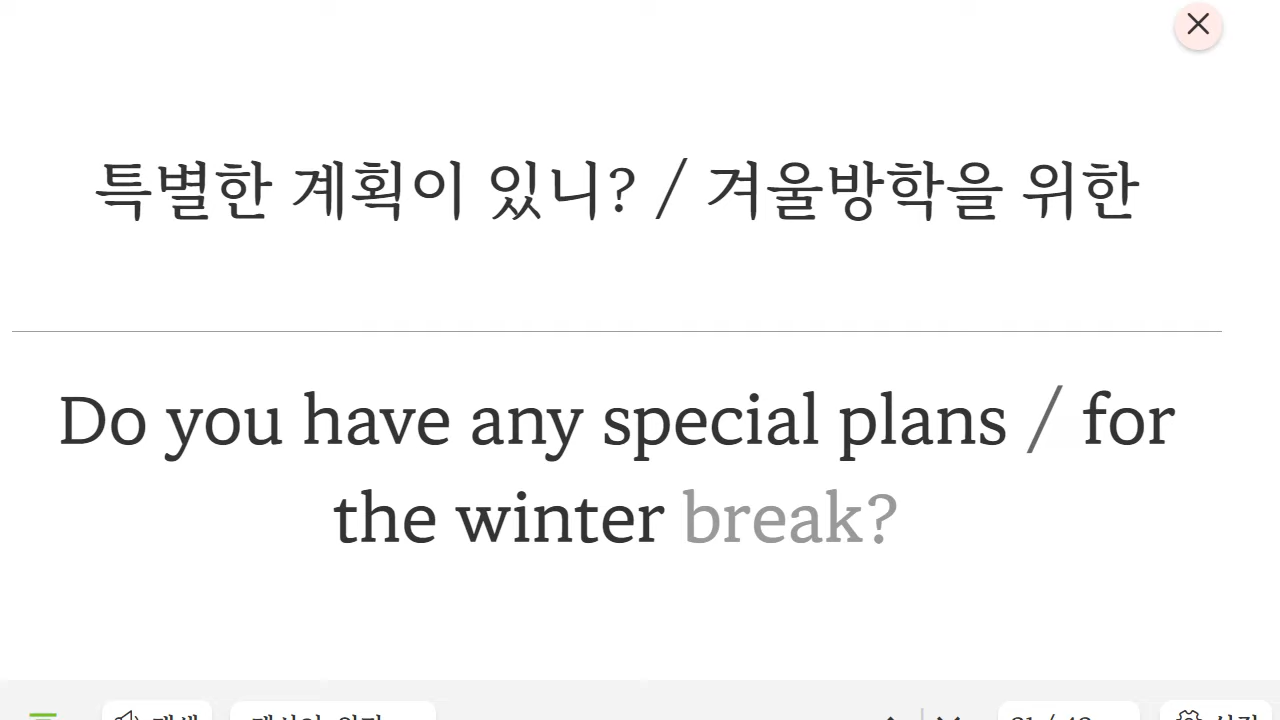 특별한 계획이 있니? / 겨울방학을 위한
Do you have any special plans / for
the winter break?